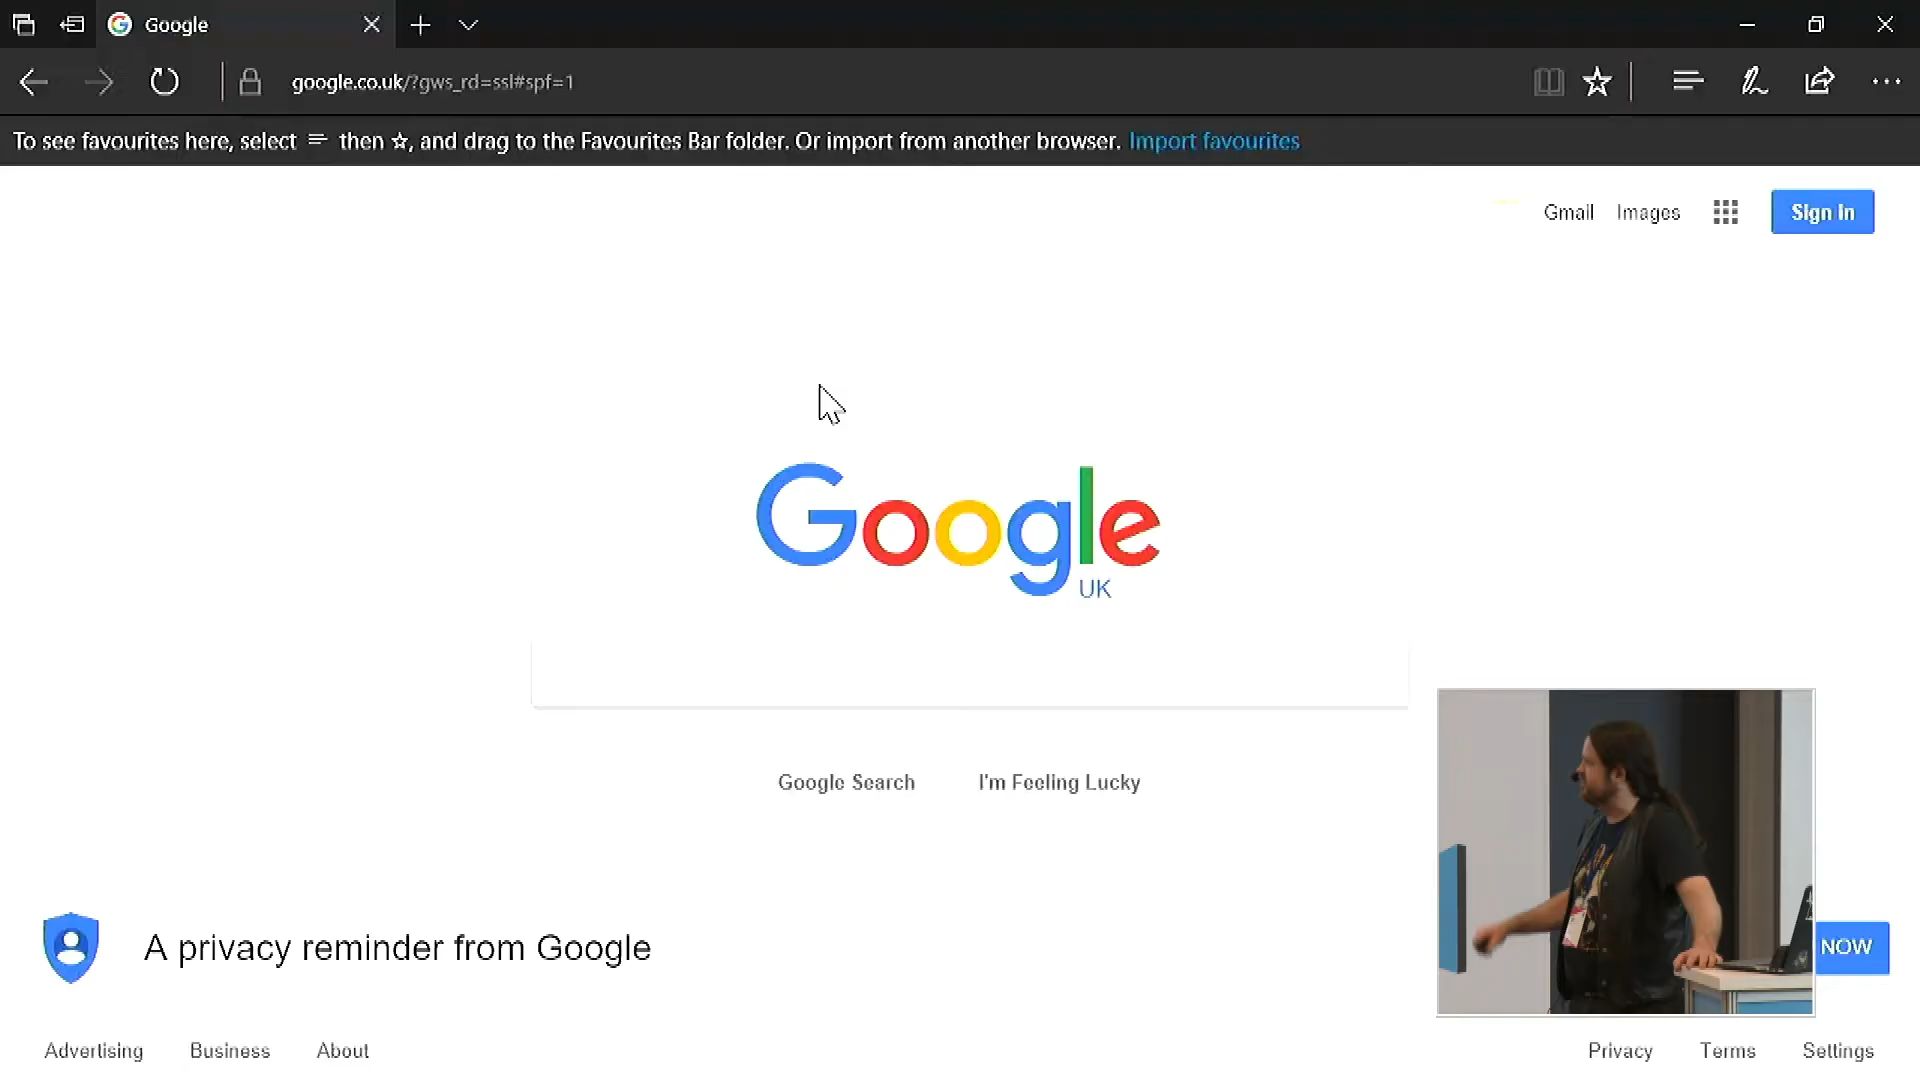 Google
google.co.uk/?gws_rd=ssl#spf=1
To see favourites here, select then , and drag to the Favourites Bar folder. Or import from another browser. Import favourites
Gmail Images Sign in
Google
UK
Google Search I'm Feeling Lucky
A privacy reminder from Google
NOW
Advertising Business About Privacy Terms Settings